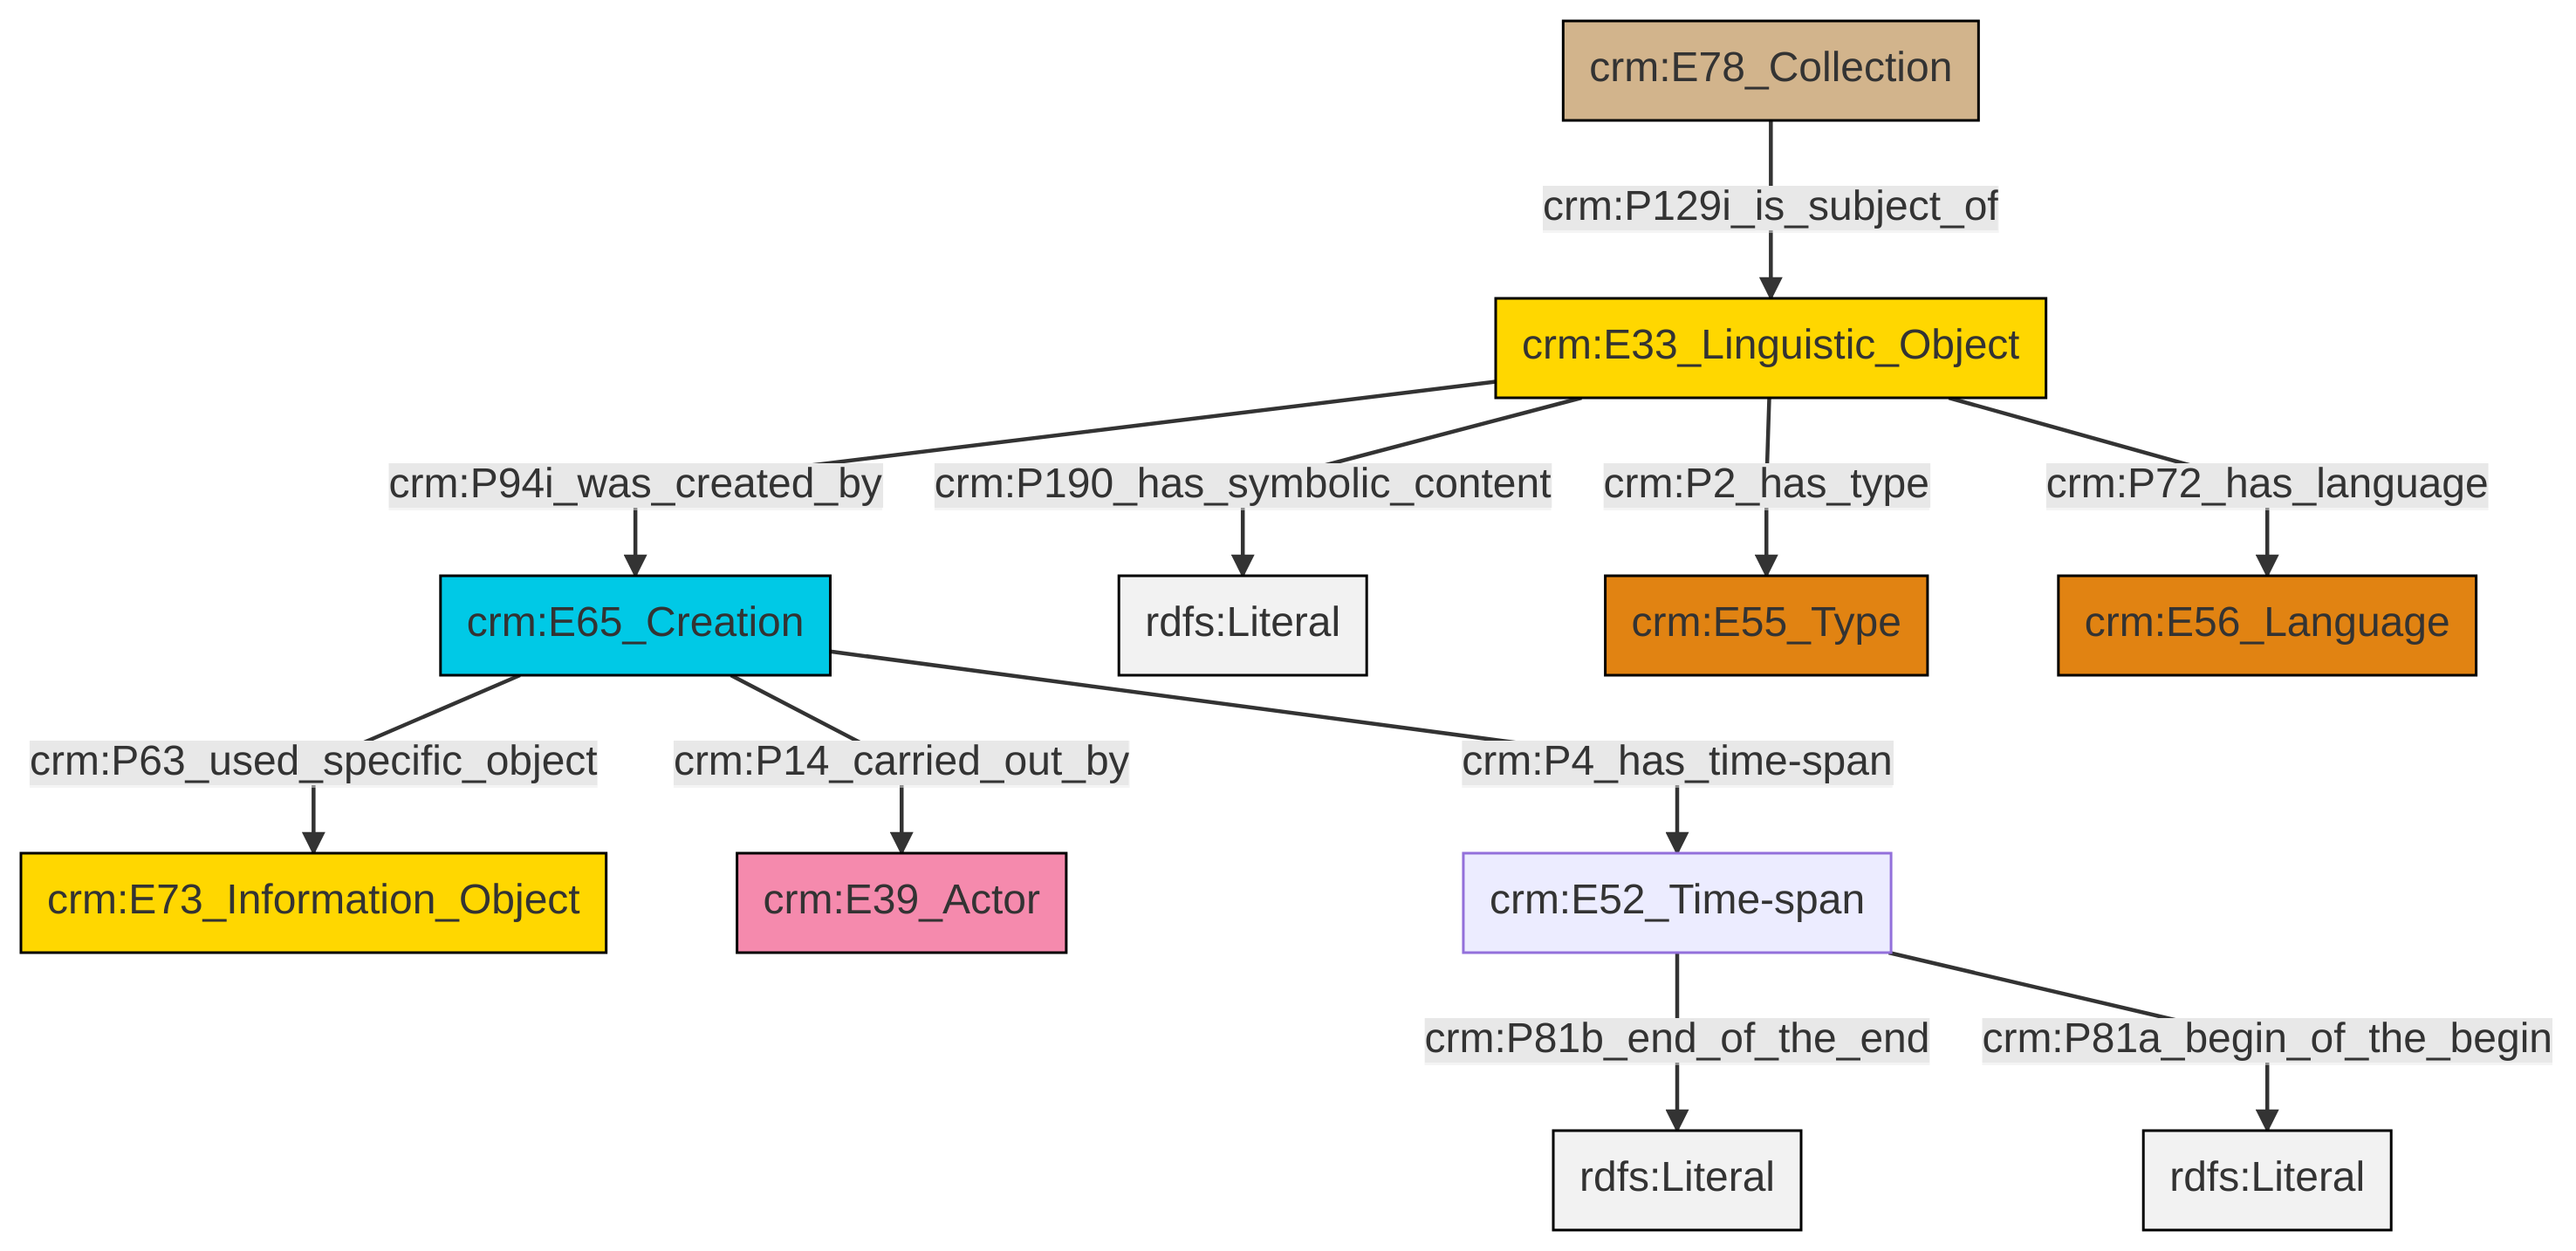 crm:E78_Collection
crm:P129i_is_subject_of
crm:E33_Linguistic_Object
crm:P94i_was_created_by
crm:P190_has_symbolic_content
crm:P2_has_type
crm:P72_has_language
crm:E65_Creation
rdfs:Literal
crm:E55_Type
crm:E56_Language
crm:P63_used_specific_object
crm:P14_carried_out_by
crm:P4_has_time-span
crm:E73_Information_Object
crm:E39_Actor
crm:E52_Time-span
crm:P81b_end_of_the_end
crm:P81a_begin_of_the_begin
rdfs:Literal
rdfs:Literal